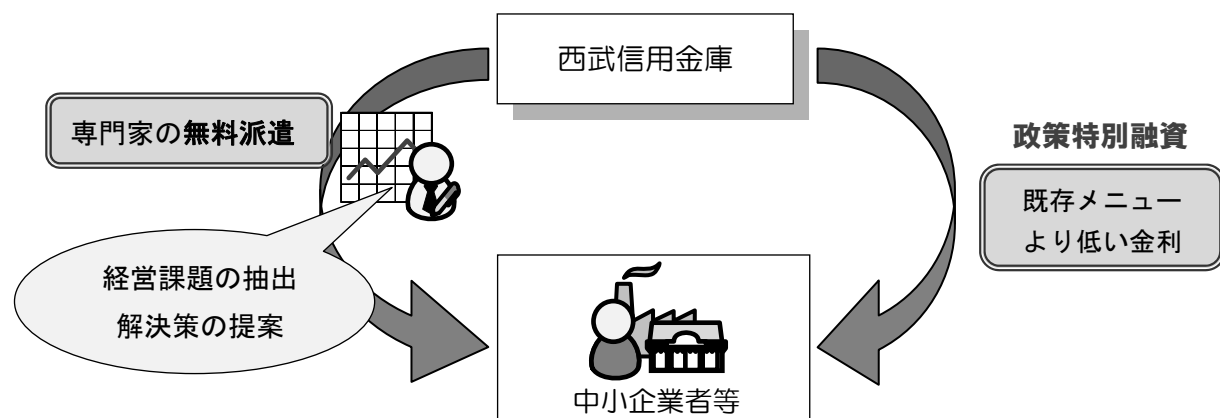 西武信用金庫
専門家の無料派遣
政策特別融資
既存メニュー
より低い金利
経営課題の抽出
解決策の提案
中小企業者等